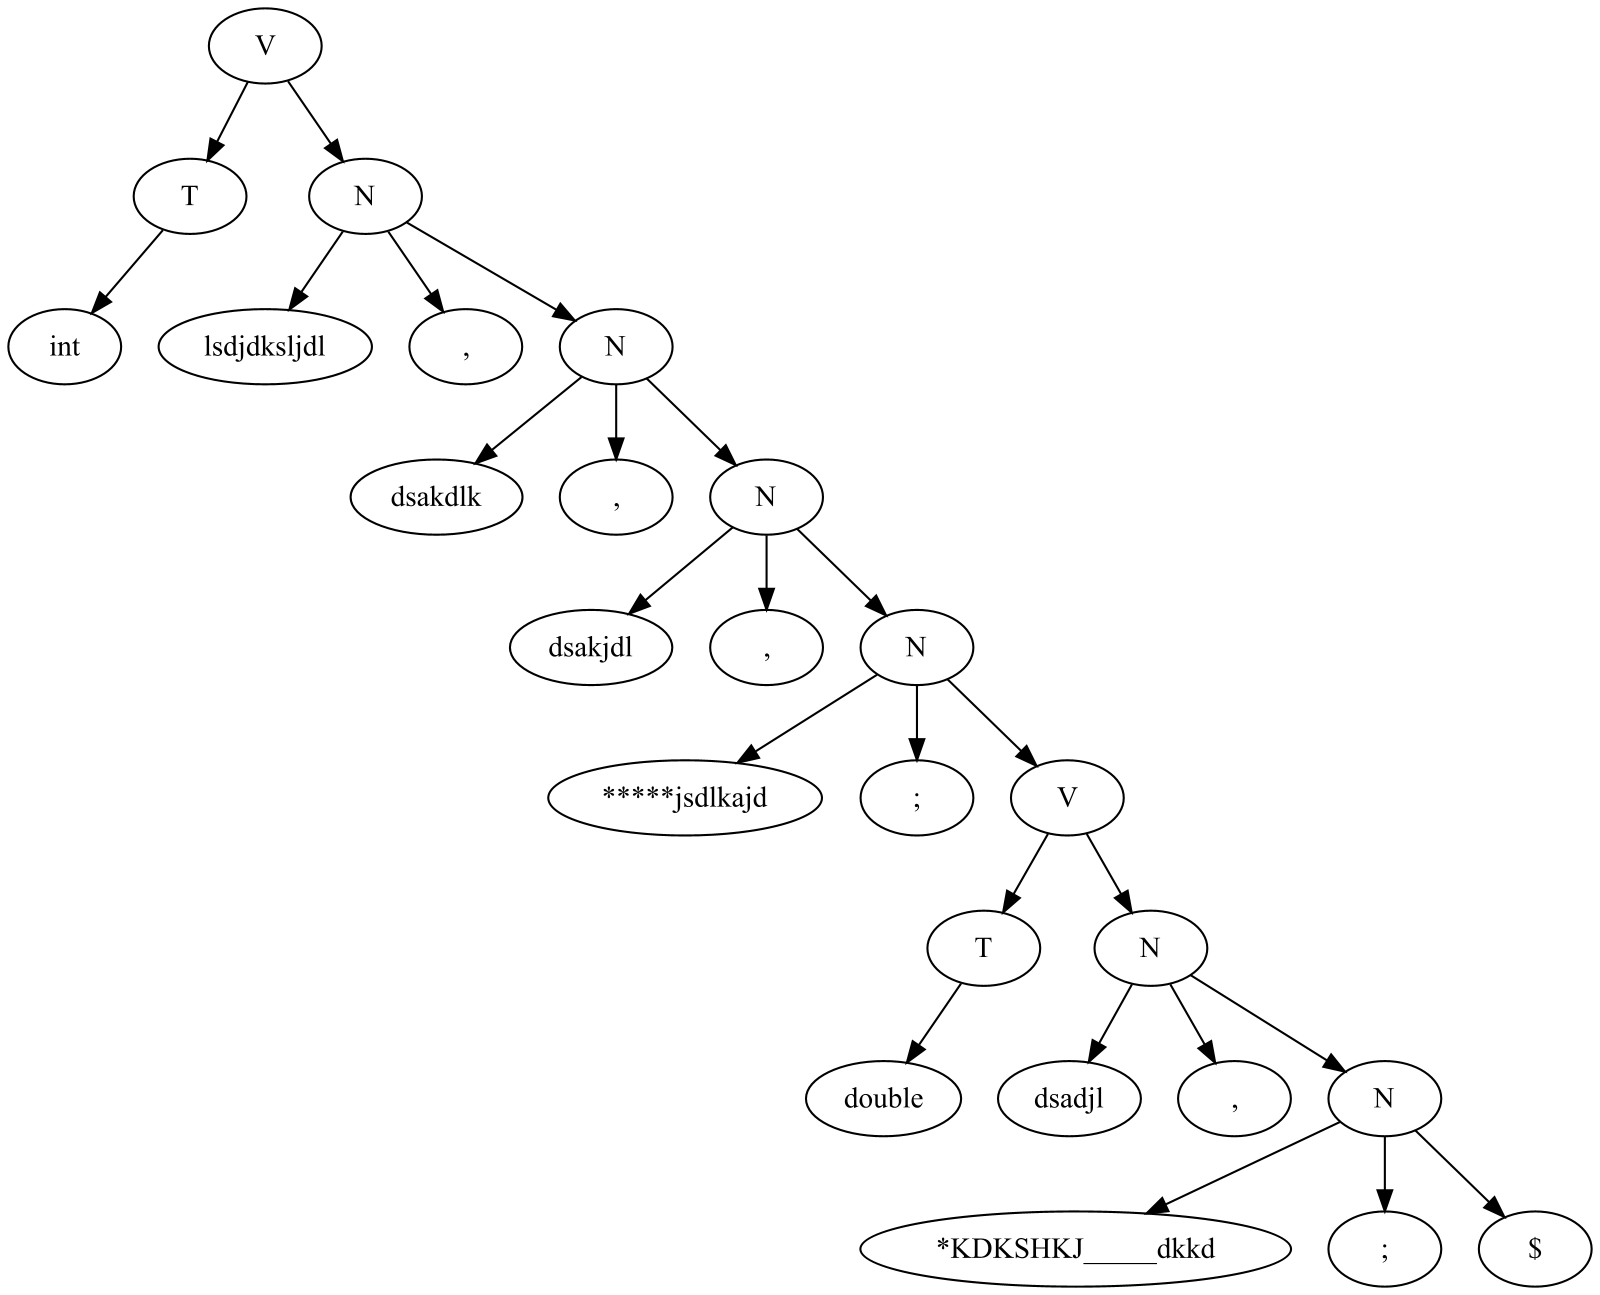 V
T
N
int
lsdjdksljdl
,
N
dsakdlk
,
N
dsakjdl
,
N
*****jsdlkajd
;
V
T
N
double
dsadjl
,
N
*KDKSHKJ_____dkkd
;
$